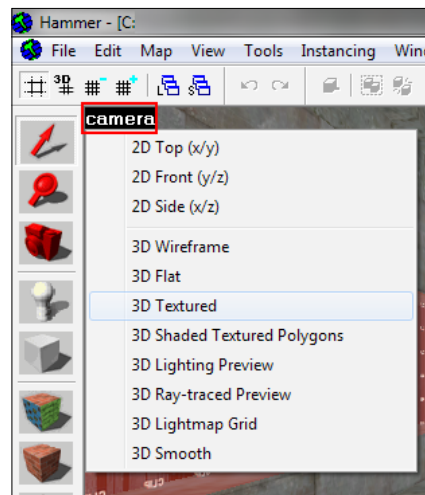 Hammer - [C:
File Edit Map View Tools Instancing
3D
camera
2D Top (x/y)
2D Front (y/z)
2D Side (x/z)
3D Wireframe
3D Flat
3D Textured
3D Shaded Textured Polygons
3D Lighting Preview
3D Ray-traced Preview
3D Lightmap Grid
3D Smooth